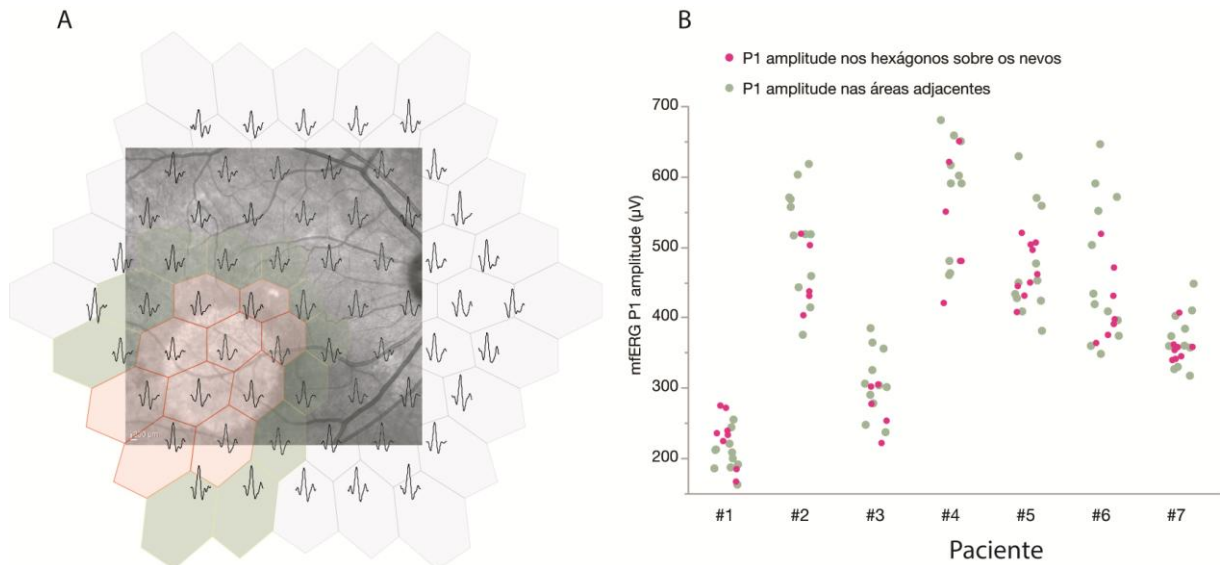 A
B
P1 amplitude nos hexágonos sobre os nevos
P1 amplitude nas áreas adjacentes
mfERG P1 amplitude (µV)
700
600
500
400
300
200
#1 #2 #3 #4 #5 #6 #7
Paciente